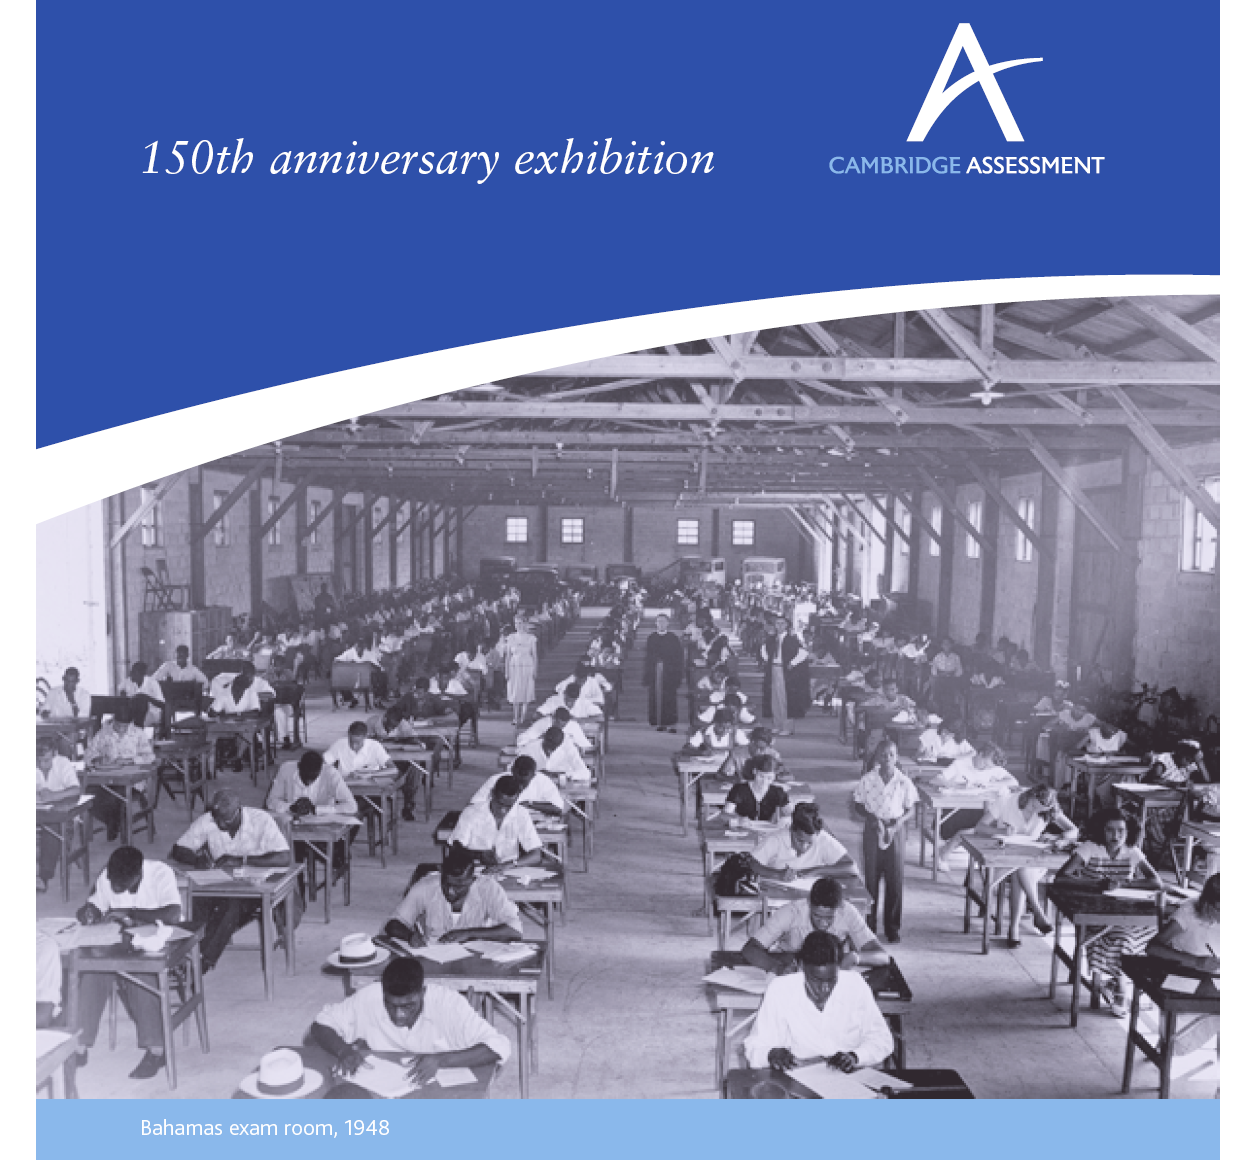 150th anniversary exhibition
CAMBRIDGE ASSESSMENT
Bahamas exam room, 1948